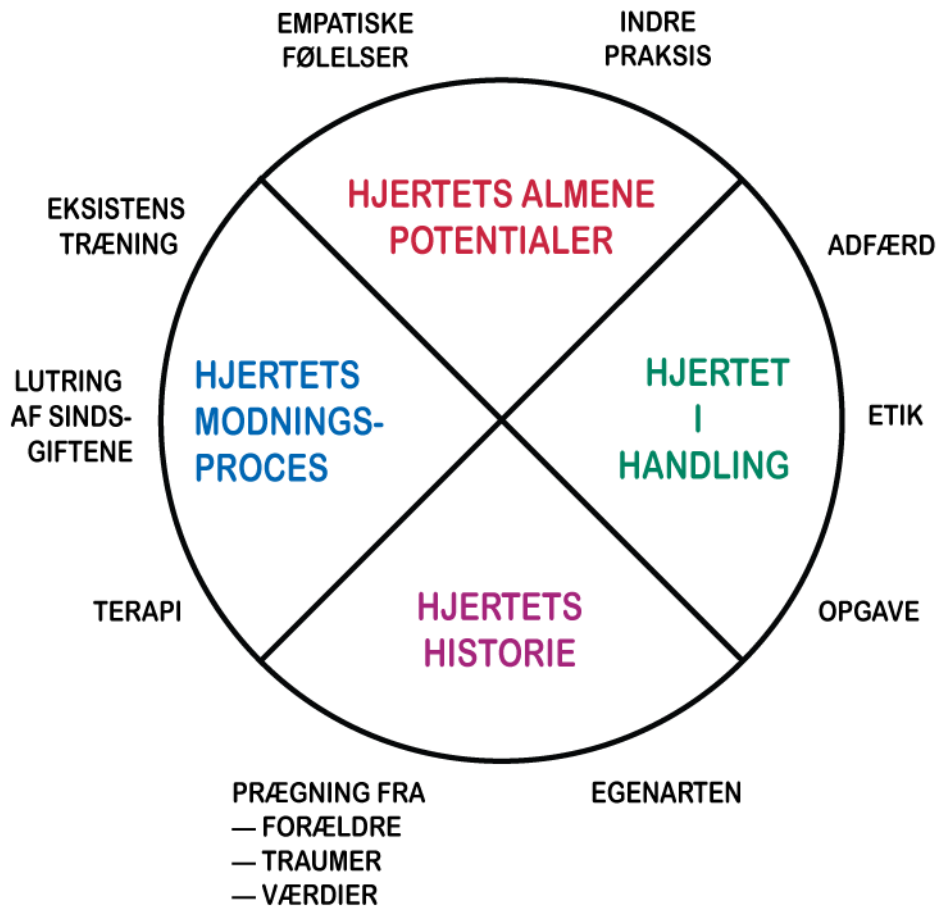 EMPATISKE
FØLELSER
INDRE
PRAKSIS
HJERTETS ALMENE
POTENTIALER
EKSISTENS
TRÆNING
ADFÆRD
LUTRING
AF SINDS-
GIFTENE
HJERTETS
MODNINGS-
PROCES
HJERTET
I
HANDLING
ETIK
TERAPI
HJERTETS
HISTORIE
OPGAVE
PRÆGNING FRA
— FORÆLDRE
— TRAUMER
— VÆRDIER
EGENARTEN